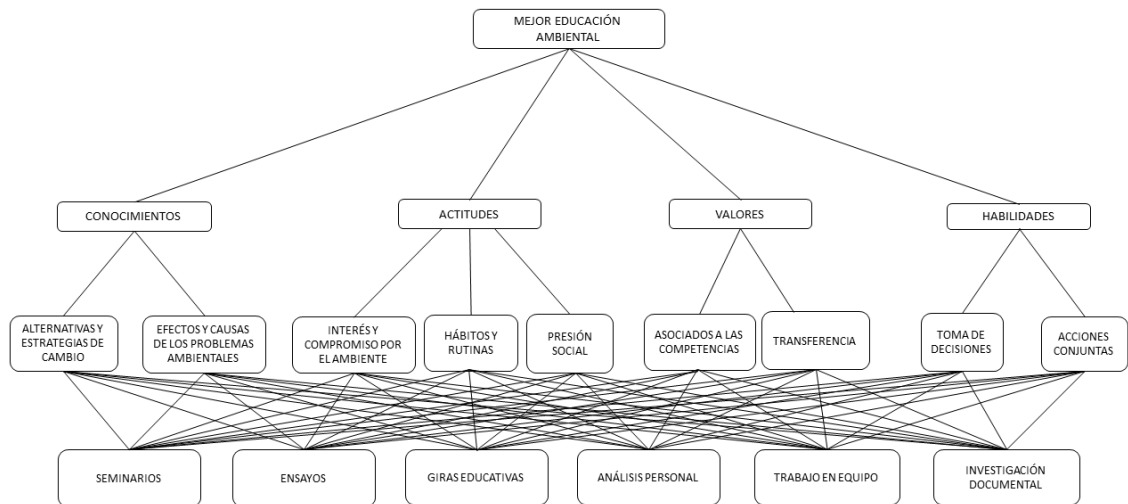 MEJOR EDUCACIÓN
AMBIENTAL
CONOCIMIENTOS
ACTITUDES
VALORES
HABILIDADES
ALTERNATIVAS Y
ESTRATEGIAS DE
CAMBIO
EFECTOS Y CAUSAS
DE LOS PROBLEMAS
AMBIENTALES
INTERÉS Y
COMPROMISO POR
EL AMBIENTE
HÁBITOS Y
RUTINAS
PRESIÓN
SOCIAL
ASOCIADOS A LAS
COMPETENCIAS
TRANSFERENCIA
TOMA DE
DECISIONES
ACCIONES
CONJUNTAS
SEMINARIOS
ENSAYOS
GIRAS EDUCATIVAS
ANÁLISIS PERSONAL
TRABAJO EN EQUIPO
INVESTIGACIÓN
DOCUMENTAL